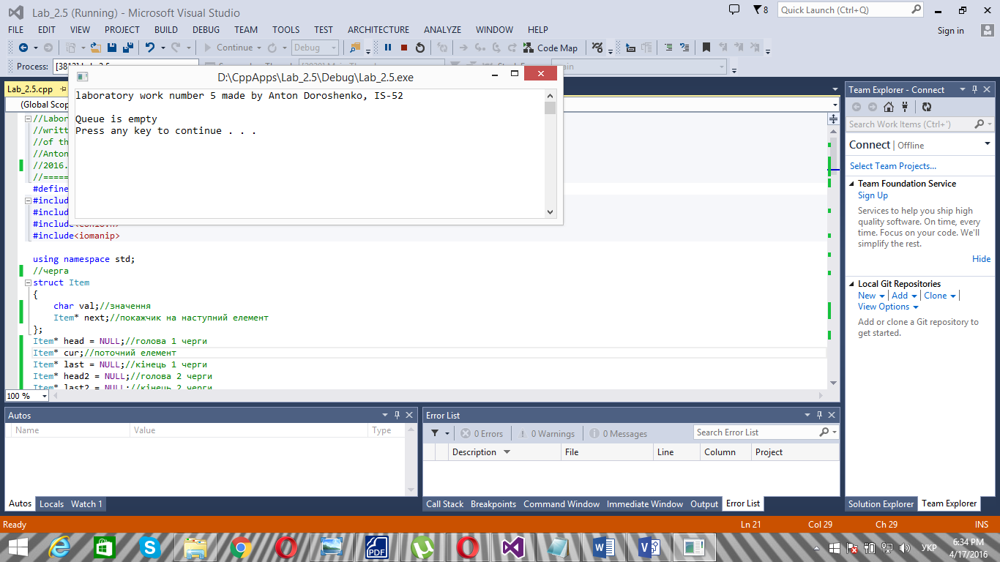 Lab_2.5 (Running) - Microsoft Visual Studio
8
Quick Launch (Ctrl+Q)
FILE EDIT VIEW PROJECT BUILD DEBUG TEAM TOOLS TEST ARCHITECTURE ANALYZE WINDOW HELP
Sign in
Continue
Debug
Code Map
Process:
D:\CppApps\Lab_2.5\Debug\Lab_2.5.exe
laboratory work number 5 made by Anton Doroshenko, IS-52
Queue is empty
Press any key to continue . . .
Lab_2.5.cpp
(Global Scop
//Labor
//writt
//of th
//Anton
//2016.
//=====
#define
#includ
#includ
#include<conio.h>
#include<iomanip>
using namespace std;
//черга
struct Item
{
char val;//значення
Item* next;//покажчик на наступний елемент
};
Item* head = NULL;//голова 1 черги
Item* cur;//поточний елемент
Item* last = NULL;//кінець 1 черги
Item* head2 = NULL;//голова 2 черги
Item* last2 = NULL;//кінець 2 черги
100 %
Team Explorer - Connect
Search Work Items (Ctrl+')
Connect | Offline
Select Team Projects...
Team Foundation Service
Sign Up
Services to help you ship high
quality software. On time, every
time. Focus on your code. We'll
simplify the rest.
Hide
Local Git Repositories
New Add Clone
View Options
Add or clone a Git repository to
get started.
Solution Explorer Team Explorer
Autos
Name Value Type
Autos Locals Watch 1
Error List
0 Errors 0 Warnings 0 Messages
Search Error List
Description File Line Column Project
Call Stack Breakpoints Command Window Immediate Window Output Error List
Ready
Ln 21 Col 29 Ch 29 INS
PDF
УКР
6:34 PM
4/17/2016